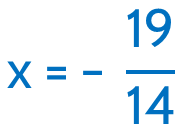 x = - 19/14